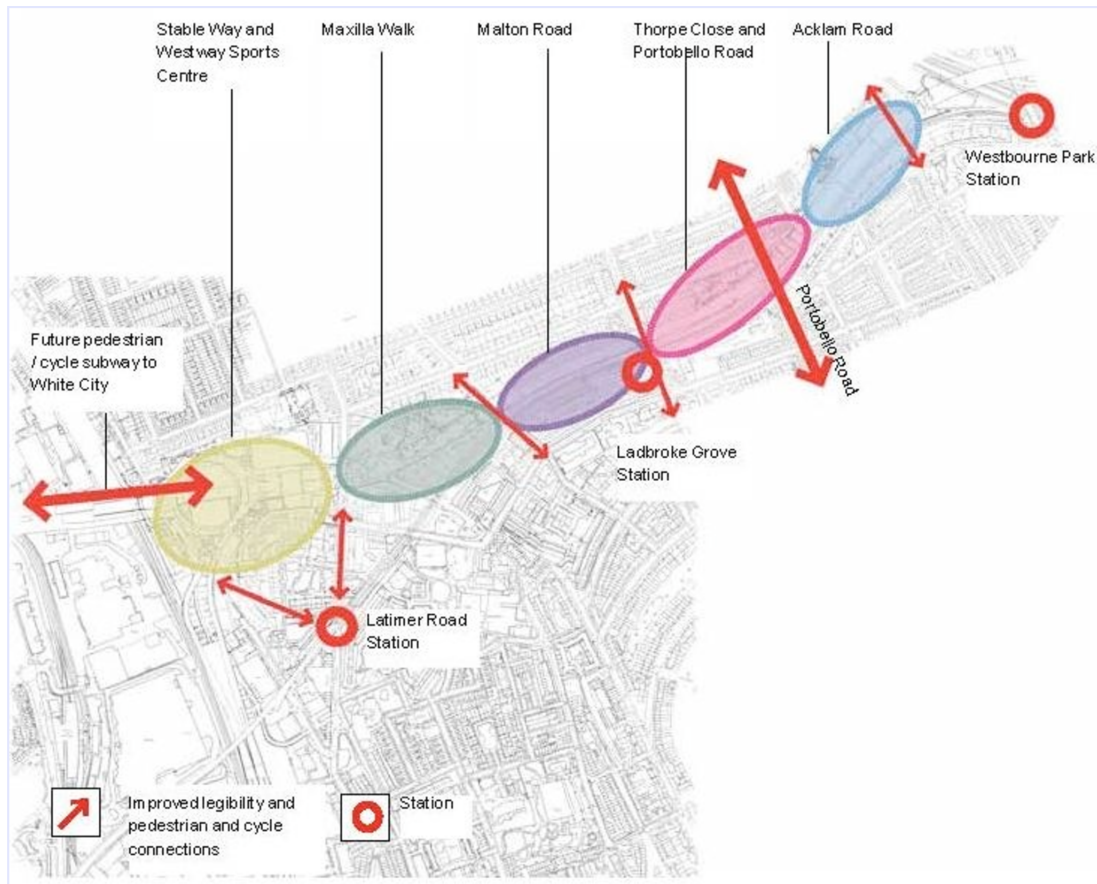 Stable Way and
Westway Sports
Centre
Maxilla Walk
Malton Road
Thorpe Close and
Portobello Road
Acklam Road
Westbourne Park
Station
Portobello Road
Future pedestrian
/ cycle subway to
White City
Ladbroke Grove
Station
Latimer Road
Station
Improved legibility and
pedestrian and cycle
connections
Station